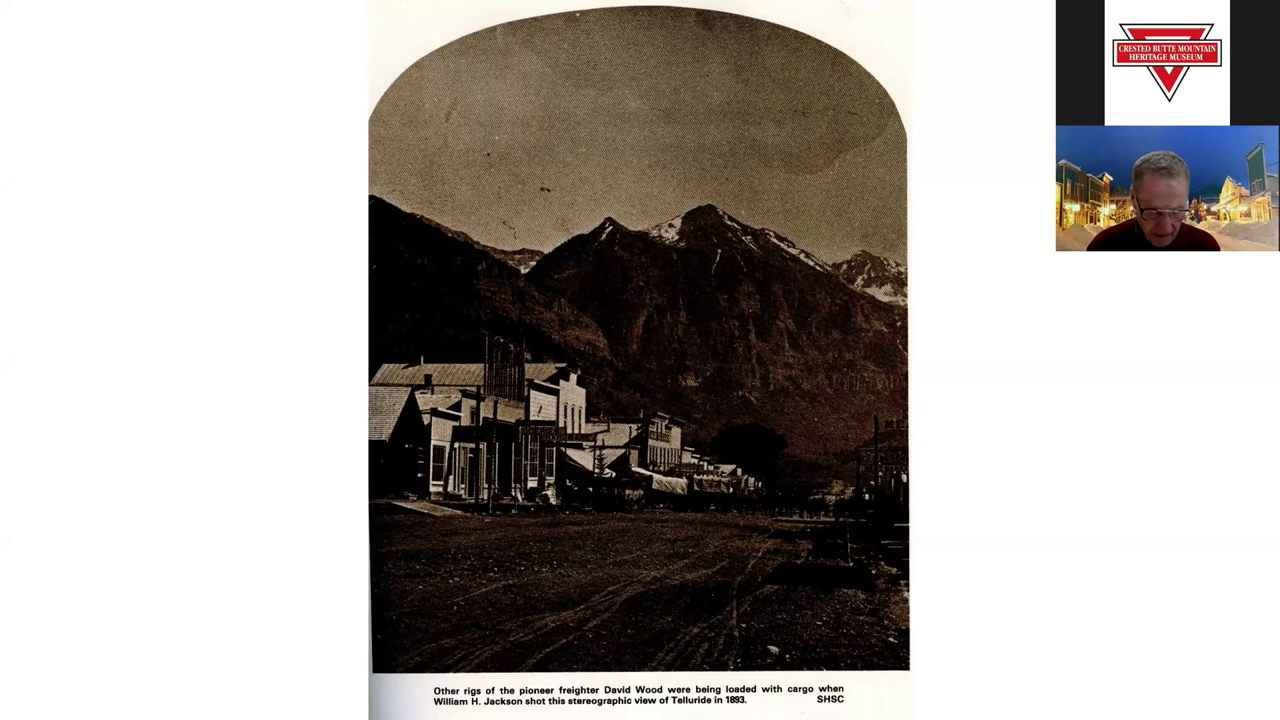 CRESTED BUTTE MOUNTAIN
HERITAGE MUSEUM
Other rigs of the pioneer freighter David Wood were being loaded with cargo when
William H. Jackson shot this stereographic view of Telluride in 1893. SHSC